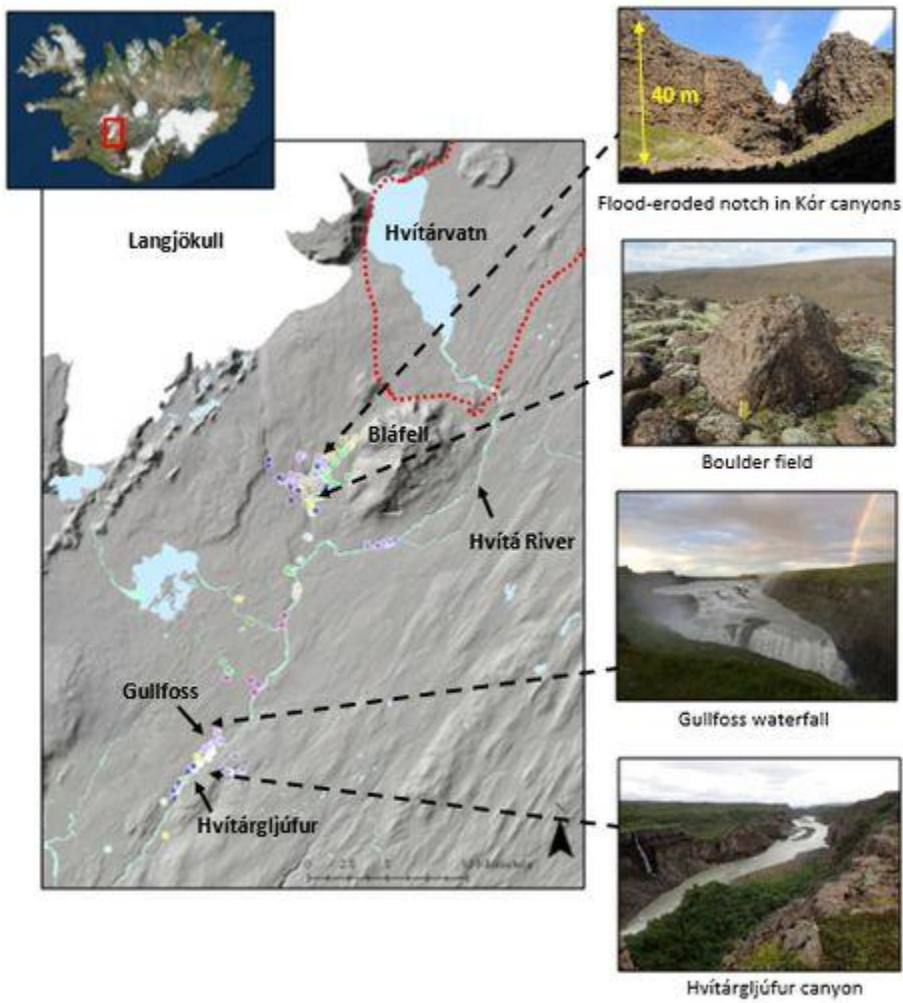 40 m
Flood-eroded notch in Kór canyons
Langjökull
Hvítárvatn
Bláfell
Boulder field
Hvítá River
Gullfoss
Gullfoss waterfall
Hvítárgljúfur
0
Hvítárgljúfur canyon